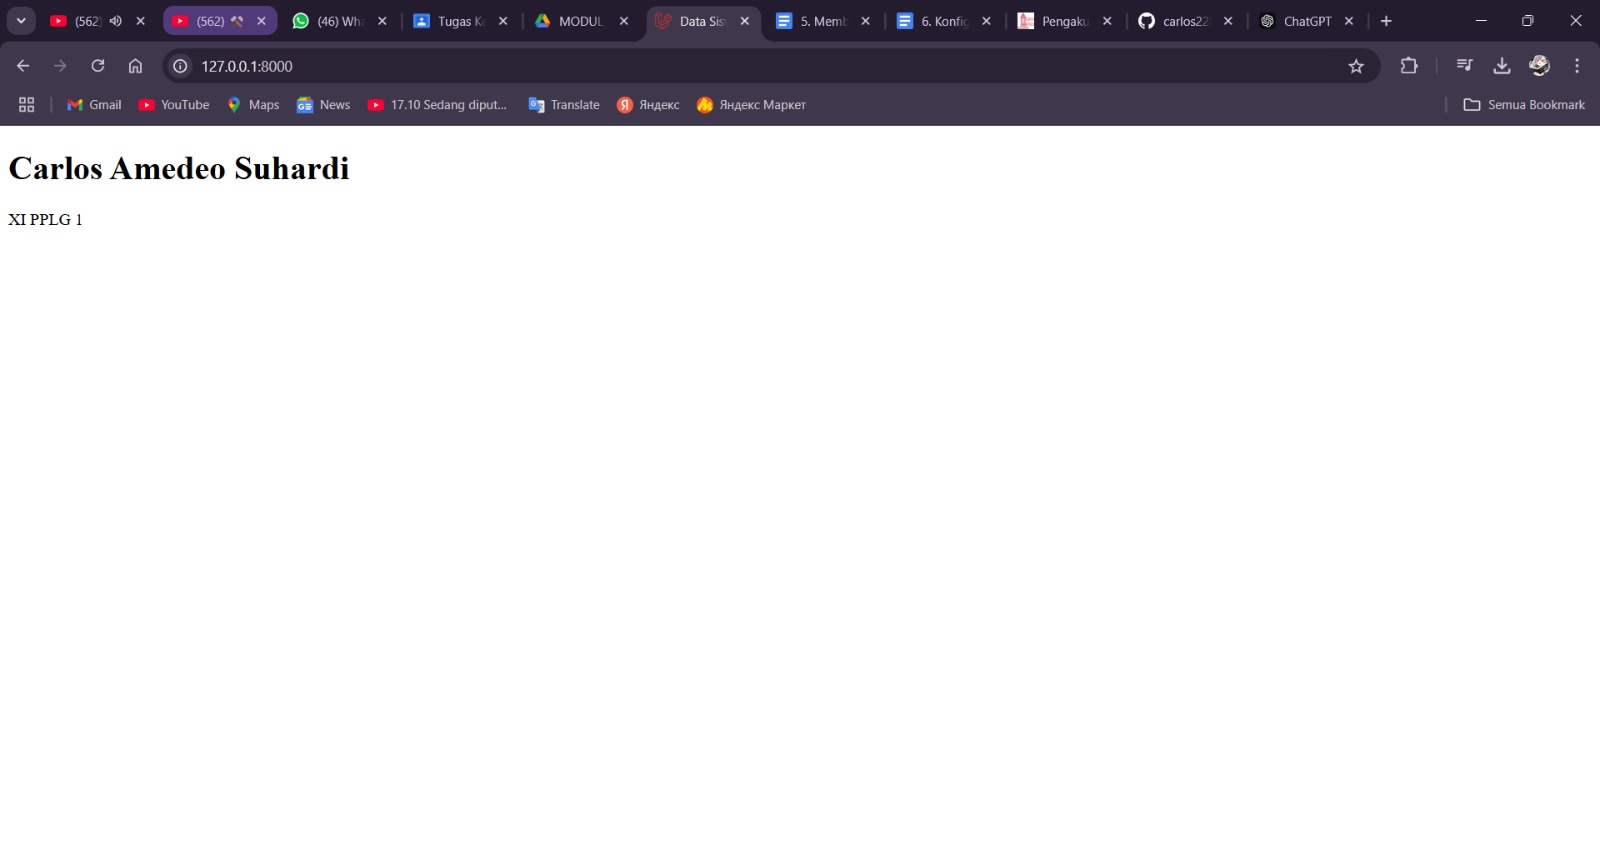 (562)
(562)
(46) Wha
Tugas Ke
MODUL
Data Sis
5. Memb
6. Konfig
Pengaku
carlos22
ChatGPT
127.0.0.1:8000
Gmail
YouTube
Maps
News
17.10 Sedang diput...
Translate
Яндекс
Яндекс Маркет
Semua Bookmark
Carlos Amedeo Suhardi
XI PPLG 1